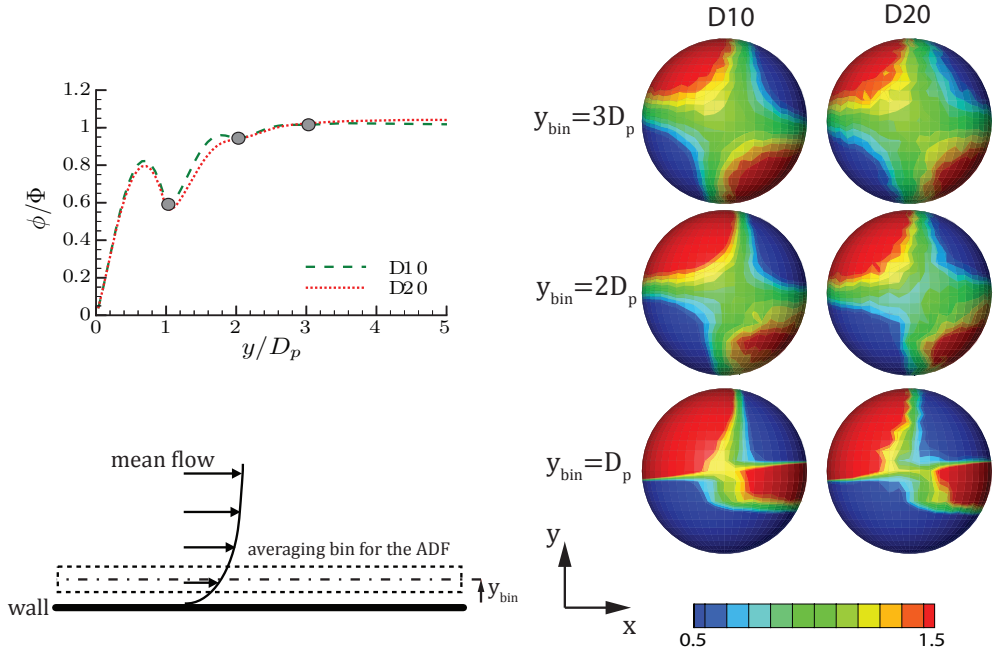 D10 D20
1.2
1
0.8
0.6
0.4
0.2
0
ϕ/Φ
D10
D20
0 1 2 3 4 5
y/D_p
y_bin=3D_p
y_bin=2D_p
y_bin=D_p
mean flow
averaging bin for the ADF
y_bin
wall
y
x
0.5 1.5